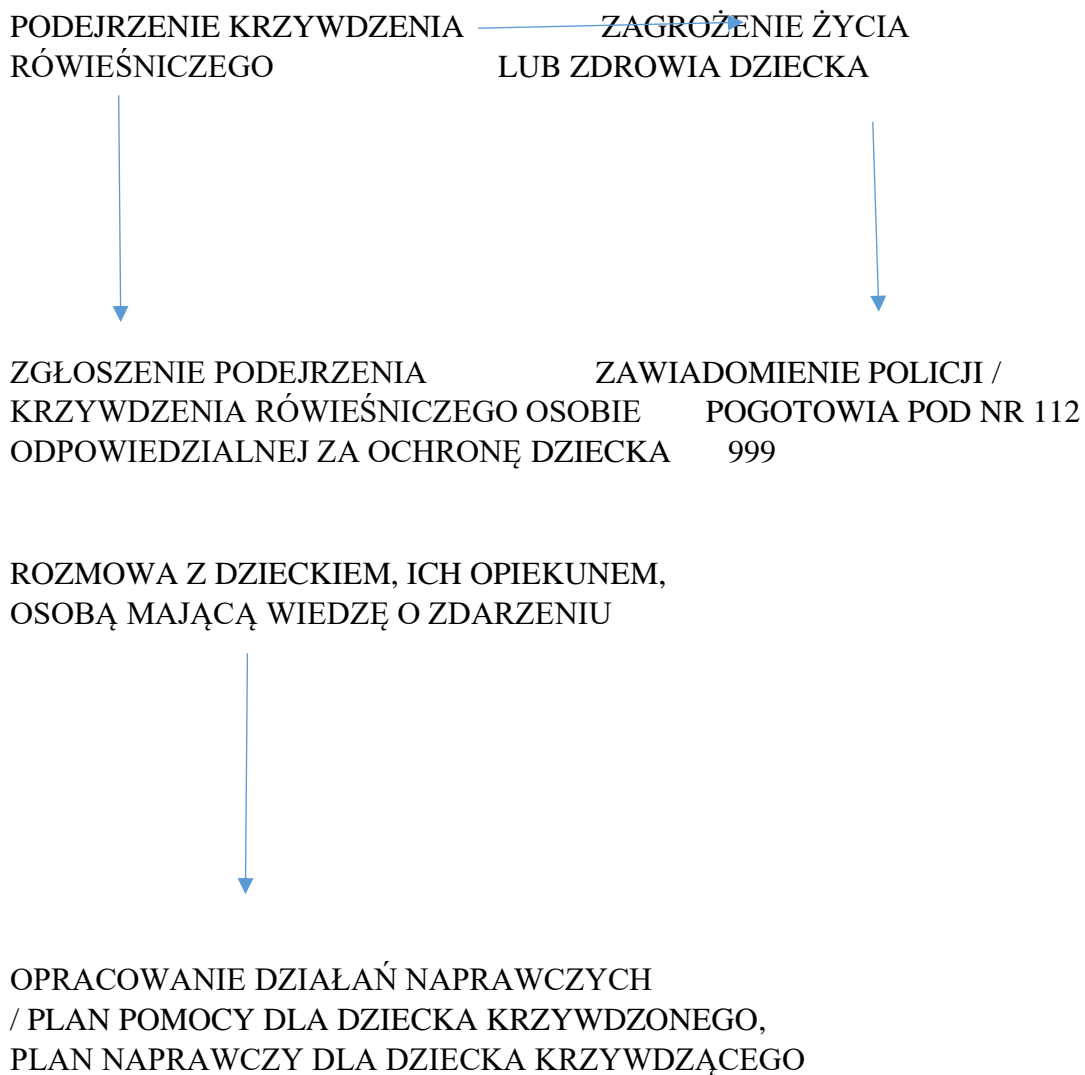 PODEJRZENIE KRZYWDZENIA ZAGROŻENIE ŻYCIA
RÓWIEŚNICZEGO LUB ZDROWIA DZIECKA
ZGŁOSZENIE PODEJRZENIA ZAWIADOMIENIE POLICJI /
KRZYWDZENIA RÓWIEŚNICZEGO OSOBIE POGOTOWIA POD NR 112
ODPOWIEDZIALNEJ ZA OCHRONĘ DZIECKA 999
ROZMOWA Z DZIECKIEM, ICH OPIEKUNEM,
OSOBĄ MAJĄCĄ WIEDZĘ O ZDARZENIU
OPRACOWANIE DZIAŁAŃ NAPRAWCZYCH
/ PLAN POMOCY DLA DZIECKA KRZYWDZONEGO,
PLAN NAPRAWCZY DLA DZIECKA KRZYWDZĄCEGO